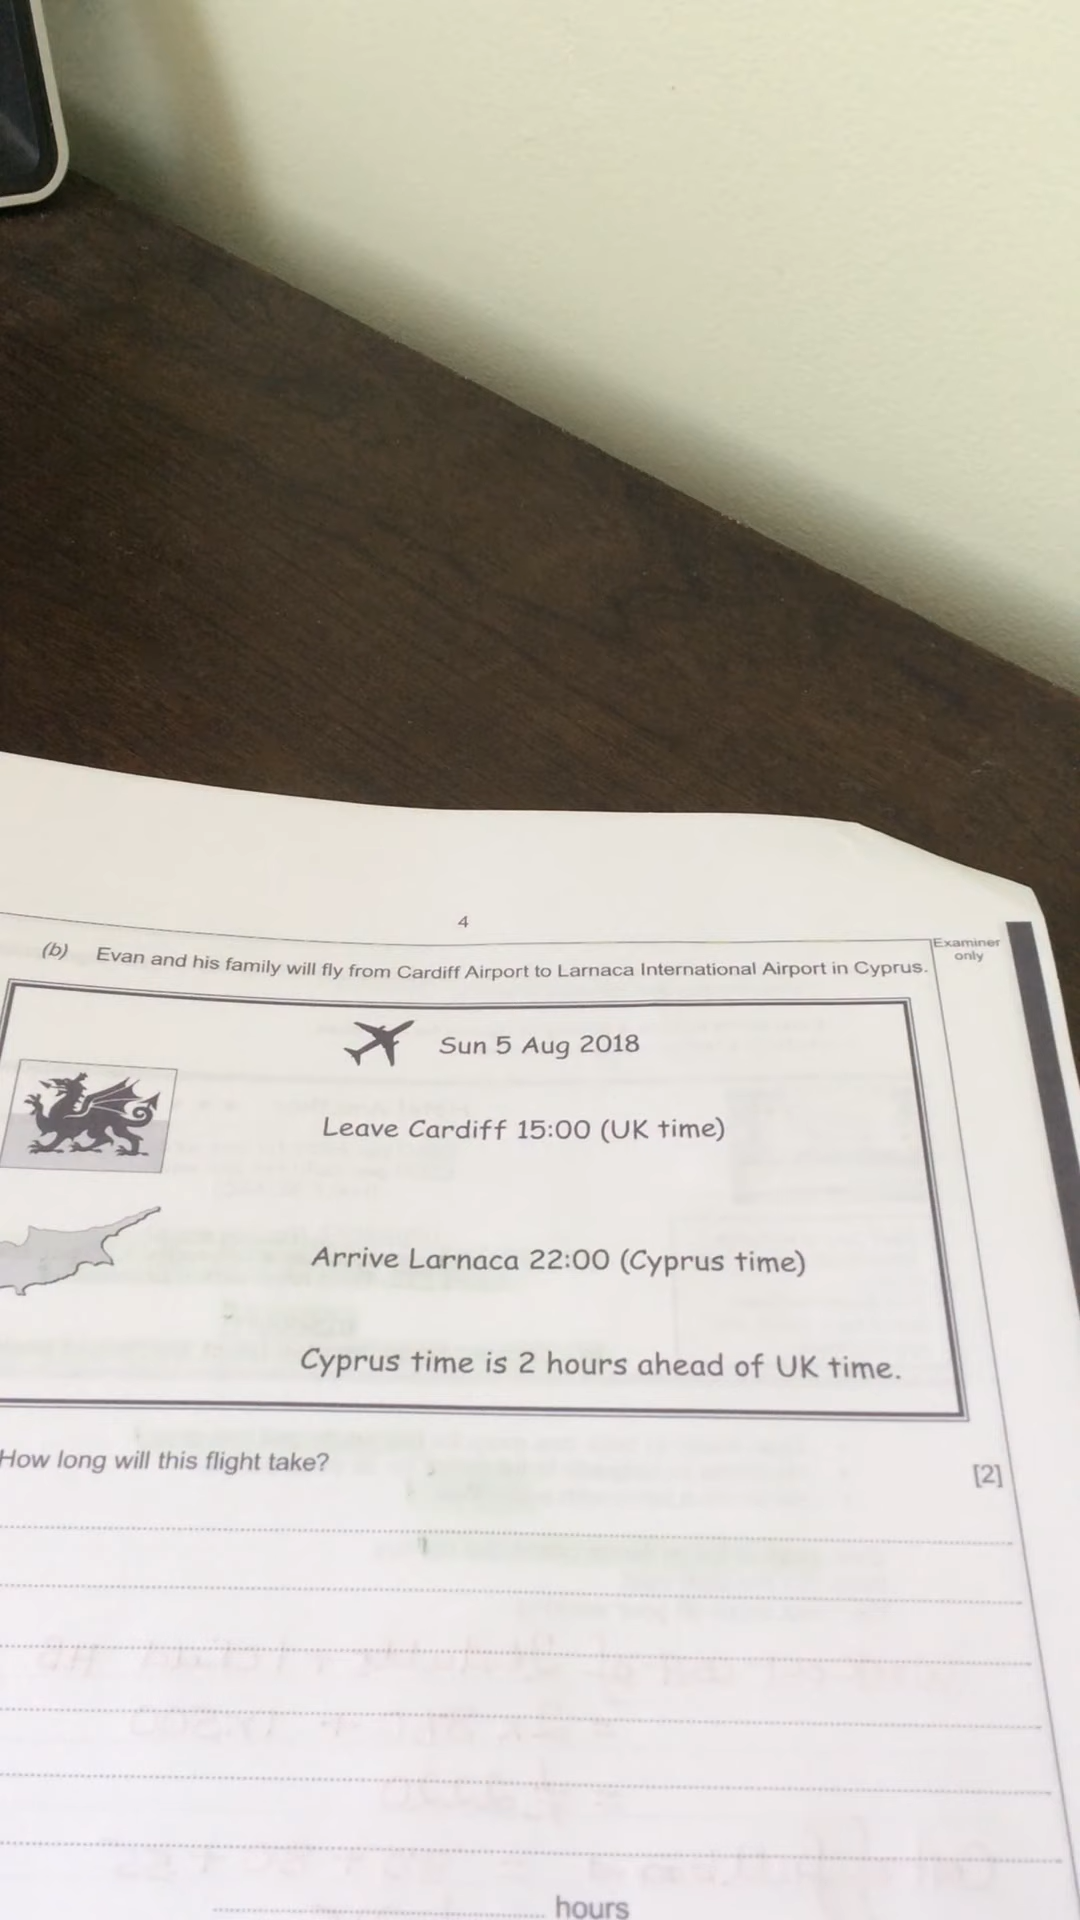 4
Examiner
only
(b) Evan and his family will fly from Cardiff Airport to Larnaca International Airport in Cyprus.
Sun 5 Aug 2018
Leave Cardiff 15:00 (UK time)
Arrive Larnaca 22:00 (Cyprus time)
Cyprus time is 2 hours ahead of UK time.
How long will this flight take?
[2]
hours